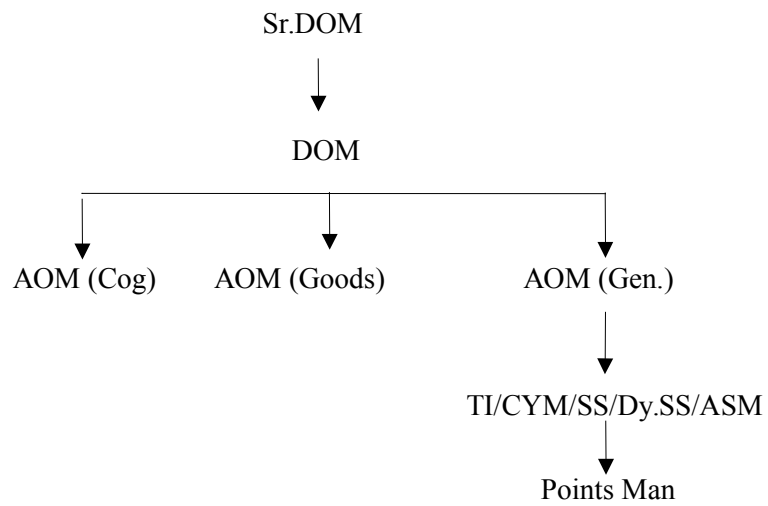 Sr.DOM
DOM
AOM (Cog) AOM (Goods) AOM (Gen.)
TI/CYM/SS/Dy.SS/ASM
Points Man